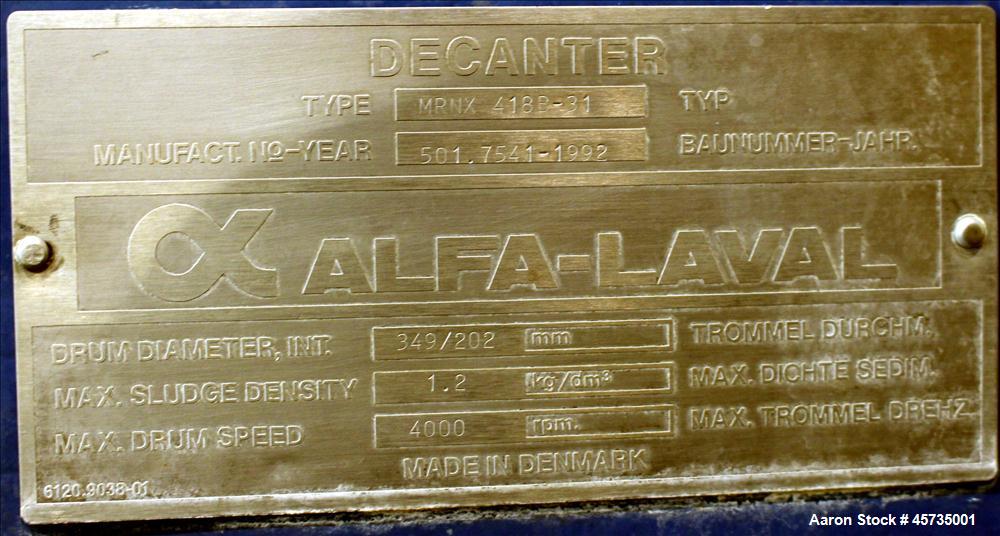 DECANTER
TYPE MRNX 418B-31 TYP
MANUFACT. NO-YEAR 501.7541-1992 BAUNUMMER-JAHR.
ALFA-LAVAL
DRUM DIAMETER, INT. 349/202 mm TROMMEL DURCHM.
MAX. SLUDGE DENSITY 1.2 kg/dm³ MAX. DICHTE SEDIM.
MAX. DRUM SPEED 4000 rpm. MAX. TROMMEL DREHZ.
MADE IN DENMARK
6120.9038-01
Aaron Stock # 45735001